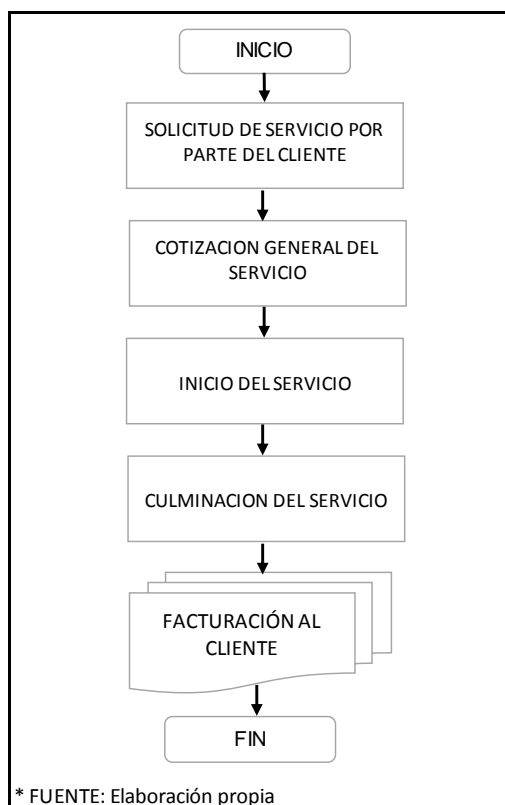 INICIO
SOLICITUD DE SERVICIO POR
PARTE DEL CLIENTE
COTIZACION GENERAL DEL
SERVICIO
INICIO DEL SERVICIO
CULMINACION DEL SERVICIO
FACTURACIÓN AL
CLIENTE
FIN
* FUENTE: Elaboración propia